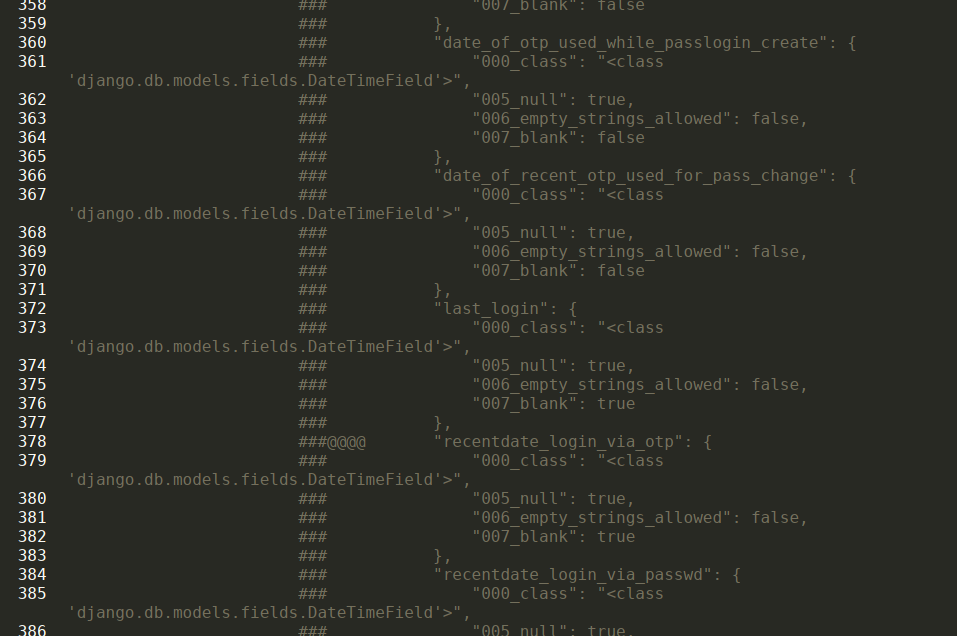 358 ### "007_blank": false
359 ### },
360 ### "date_of_otp_used_while_passlogin_create": {
361 ### "000_class": "<class
'django.db.models.fields.DateTimeField'>",
362 ### "005_null": true,
363 ### "006_empty_strings_allowed": false,
364 ### "007_blank": false
365 ### },
366 ### "date_of_recent_otp_used_for_pass_change": {
367 ### "000_class": "<class
'django.db.models.fields.DateTimeField'>",
368 ### "005_null": true,
369 ### "006_empty_strings_allowed": false,
370 ### "007_blank": false
371 ### },
372 ### "last_login": {
373 ### "000_class": "<class
'django.db.models.fields.DateTimeField'>",
374 ### "005_null": true,
375 ### "006_empty_strings_allowed": false,
376 ### "007_blank": true
377 ### },
378 ###@@@@ "recentdate_login_via_otp": {
379 ### "000_class": "<class
'django.db.models.fields.DateTimeField'>",
380 ### "005_null": true,
381 ### "006_empty_strings_allowed": false,
382 ### "007_blank": true
383 ### },
384 ### "recentdate_login_via_passwd": {
385 ### "000_class": "<class
'django.db.models.fields.DateTimeField'>",
386 ### "005_null": true,